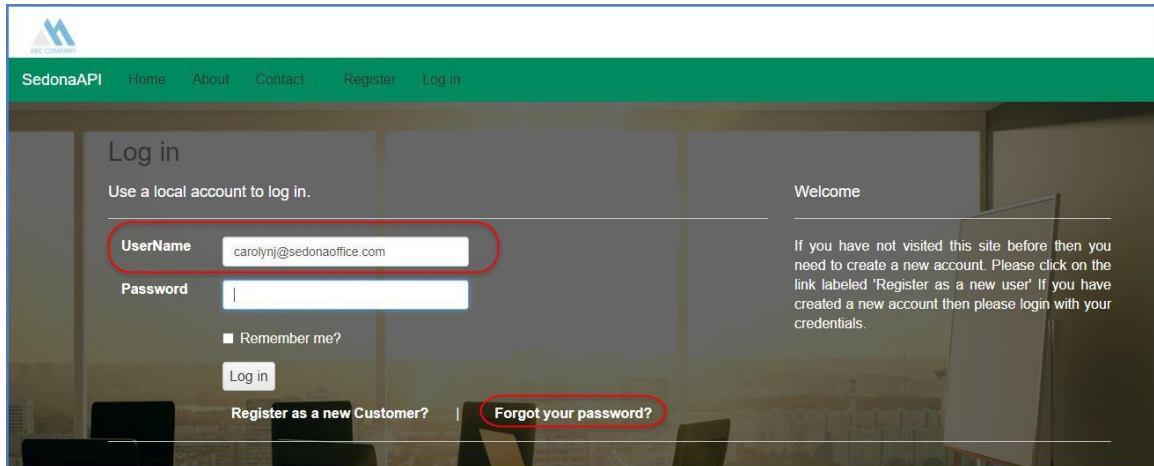 ABC COMPANY
SedonaAPI Home About Contact Register Log in
Log in
Use a local account to log in.
UserName carolynj@sedonaoffice.com
Password
Remember me?
Log in
Register as a new Customer? | Forgot your password?
Welcome
If you have not visited this site before then you
need to create a new account. Please click on the
link labeled 'Register as a new user' If you have
created a new account then please login with your
credentials.